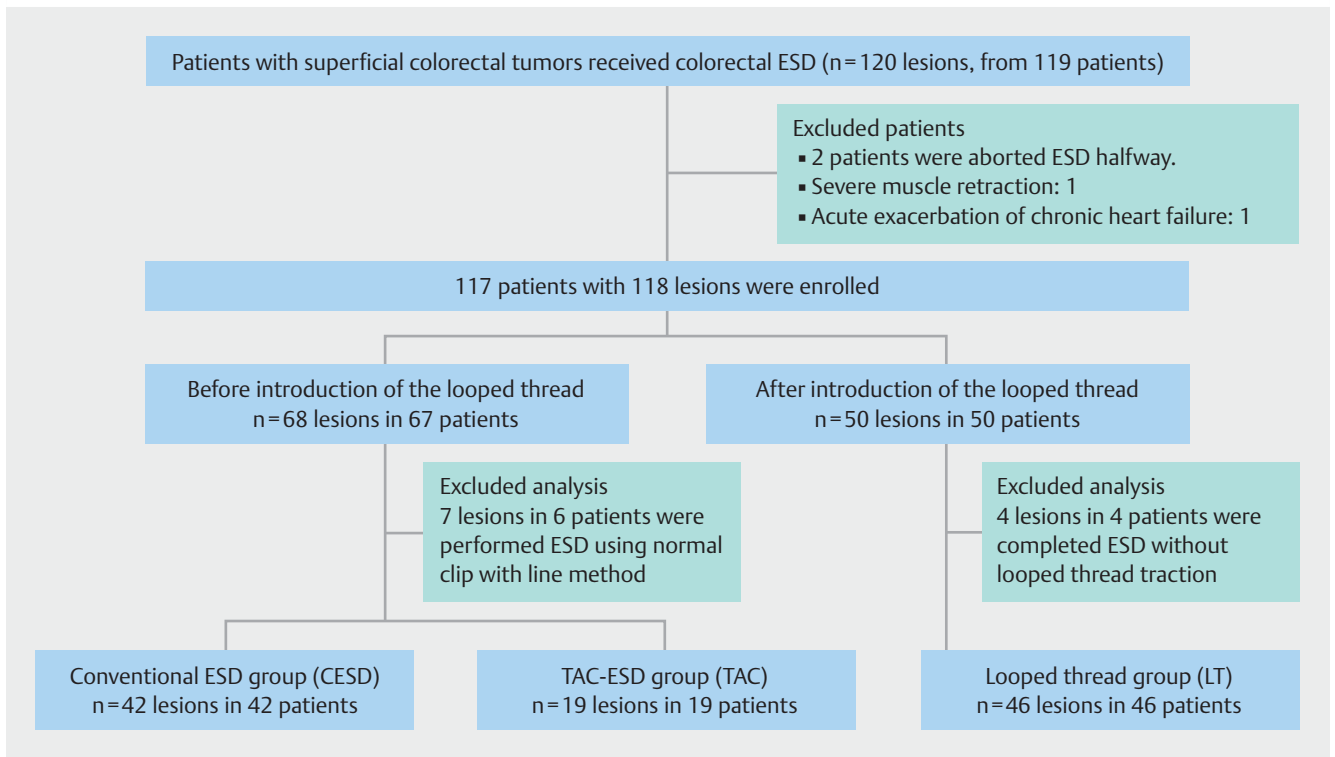 Patients with superficial colorectal tumors received colorectal ESD (n=120 lesions, from 119 patients)
Excluded patients
▪ 2 patients were aborted ESD halfway.
▪ Severe muscle retraction: 1
▪ Acute exacerbation of chronic heart failure: 1
117 patients with 118 lesions were enrolled
Before introduction of the looped thread
n=68 lesions in 67 patients
After introduction of the looped thread
n=50 lesions in 50 patients
Excluded analysis
7 lesions in 6 patients were
performed ESD using normal
clip with line method
Excluded analysis
4 lesions in 4 patients were
completed ESD without
looped thread traction
Conventional ESD group (CESD)
n=42 lesions in 42 patients
TAC-ESD group (TAC)
n=19 lesions in 19 patients
Looped thread group (LT)
n=46 lesions in 46 patients